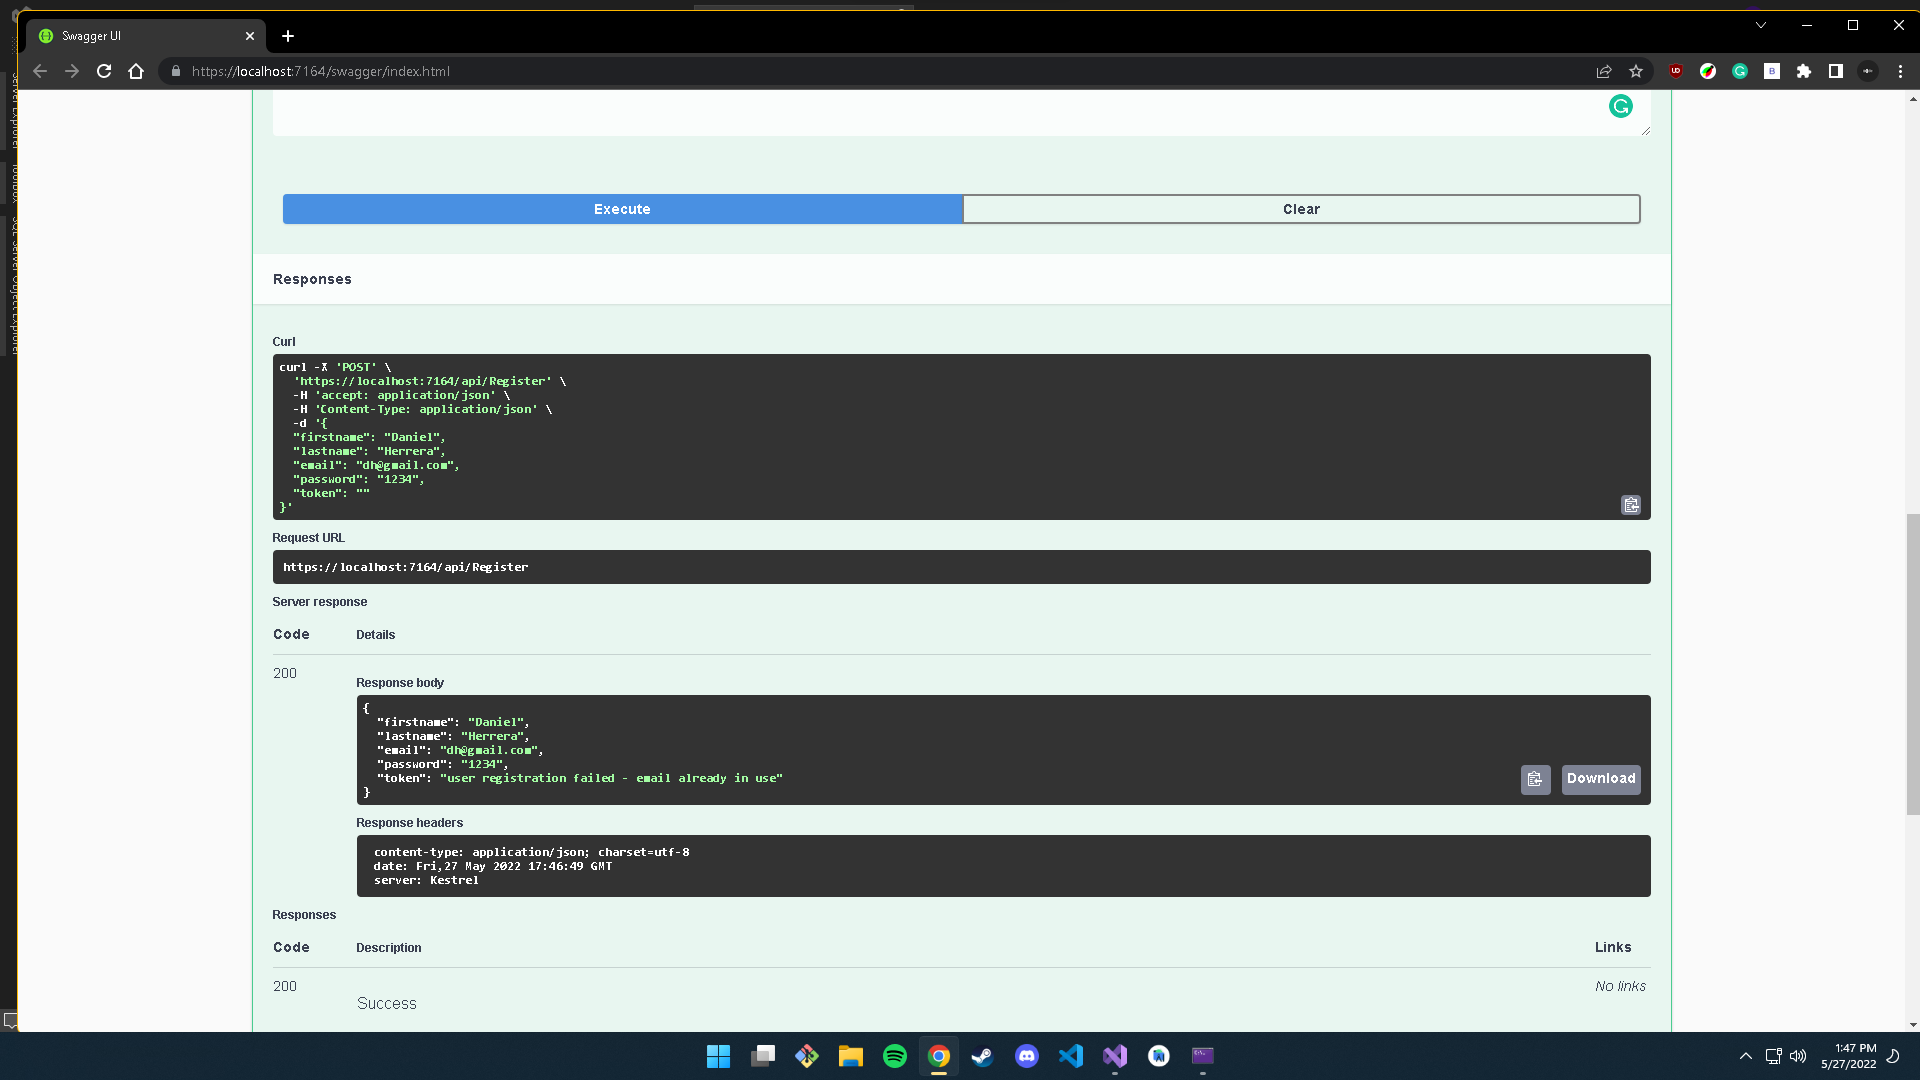 Swagger UI
https://localhost:7164/swagger/index.html
Execute
Clear
Responses
Curl
curl -X 'POST' \
'https://localhost:7164/api/Register' \
-H 'accept: application/json' \
-H 'Content-Type: application/json' \
-d '{
"firstname": "Daniel",
"lastname": "Herrera",
"email": "dh@gmail.com",
"password": "1234",
"token": ""
}'
Request URL
https://localhost:7164/api/Register
Server response
Code Details
200
Response body
{
"firstname": "Daniel",
"lastname": "Herrera",
"email": "dh@gmail.com",
"password": "1234",
"token": "user registration failed - email already in use"
}
Download
Response headers
content-type: application/json; charset=utf-8
date: Fri,27 May 2022 17:46:49 GMT
server: Kestrel
Responses
Code Description Links
200
Success
No links
1:47 PM
5/27/2022